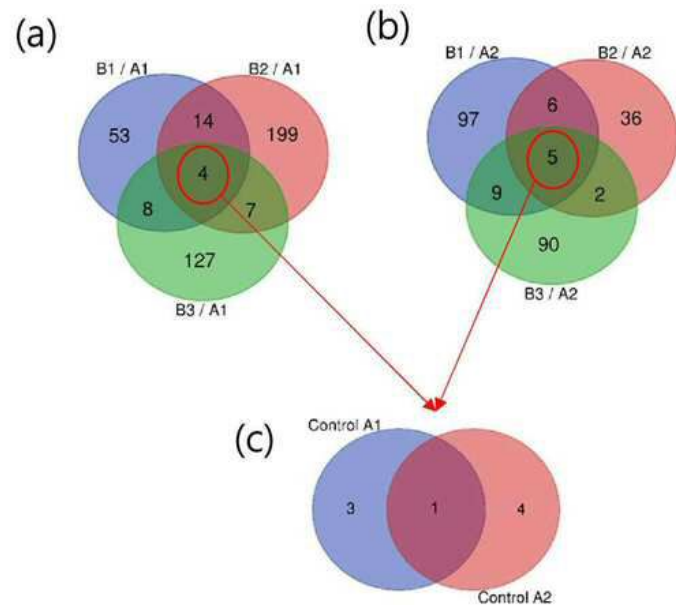 (a)
B1 / A1
B2 / A1
53
14
199
4
8
7
127
B3 / A1
(b)
B1 / A2
B2 / A2
97
6
36
5
9
2
90
B3 / A2
(c)
Control A1
3
1
4
Control A2